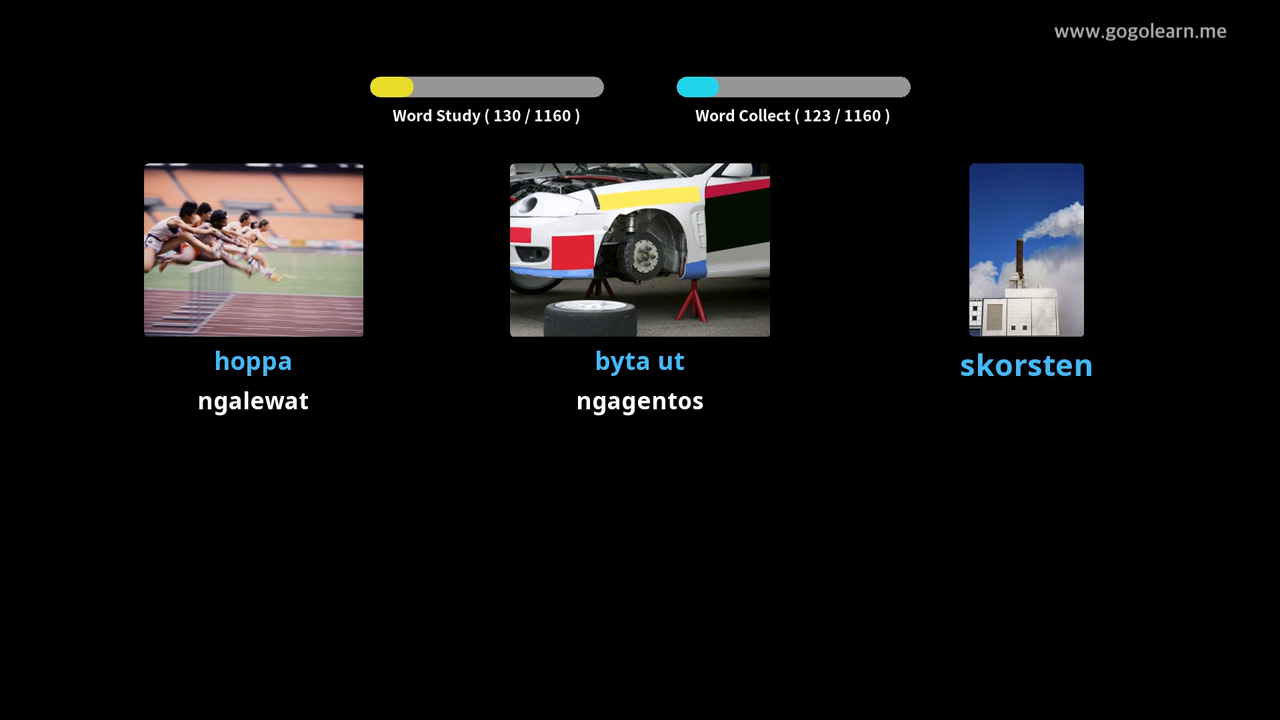 www.gogolearn.me
Word Study ( 130 / 1160 )
Word Collect ( 123 / 1160 )
hoppa
byta ut
skorsten
ngalewat
ngagentos